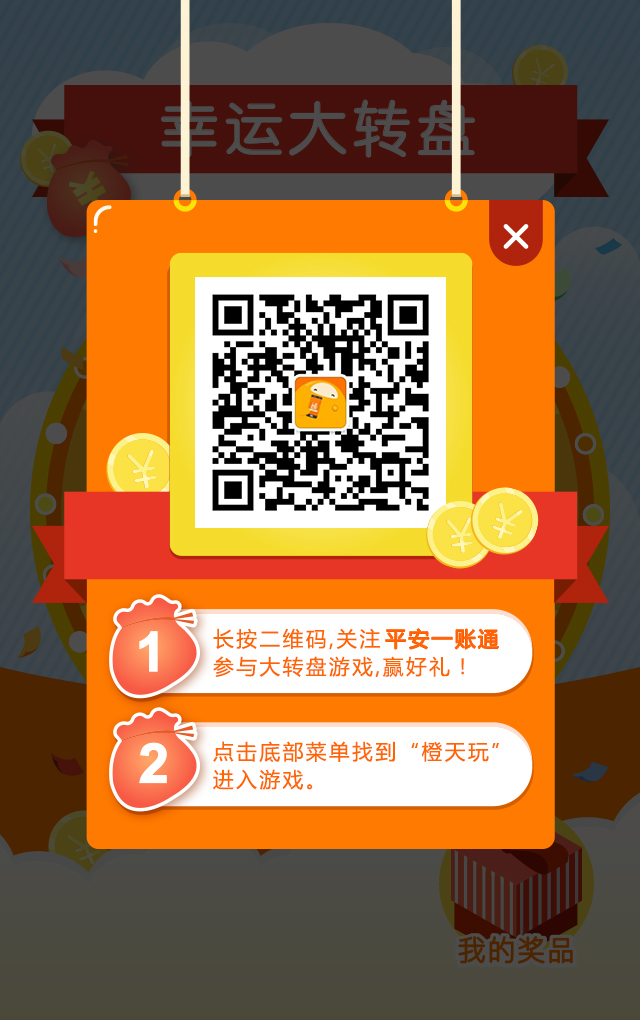 幸运大转盘
1
长按二维码,关注平安一账通
参与大转盘游戏,赢好礼！
2
点击底部菜单找到“橙天玩”
进入游戏。
我的奖品